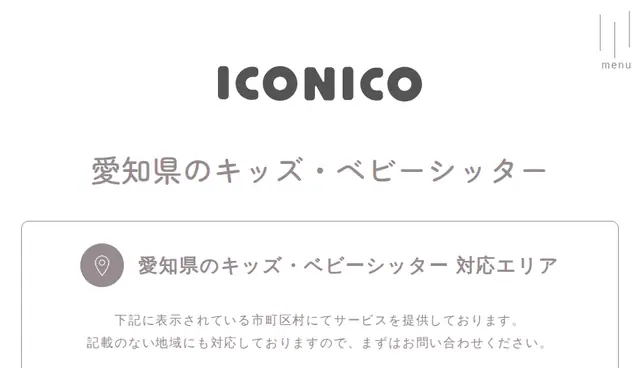 menu
ICONICO
愛知県のキッズ・ベビーシッター
愛知県のキッズ・ベビーシッター 対応エリア
下記に表示されている市町区村にてサービスを提供しております。
記載のない地域にも対応しておりますので、まずはお問い合わせください。